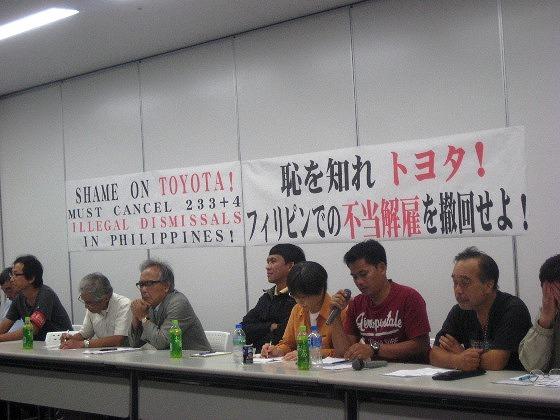 SHAME ON TOYOTA!
MUST CANCEL 233+4
ILLEGAL DISMISSALS
IN PHILIPPINES!
恥を知れ トヨタ!
フィリピンでの不当解雇を撤回せよ!
Aéropostale